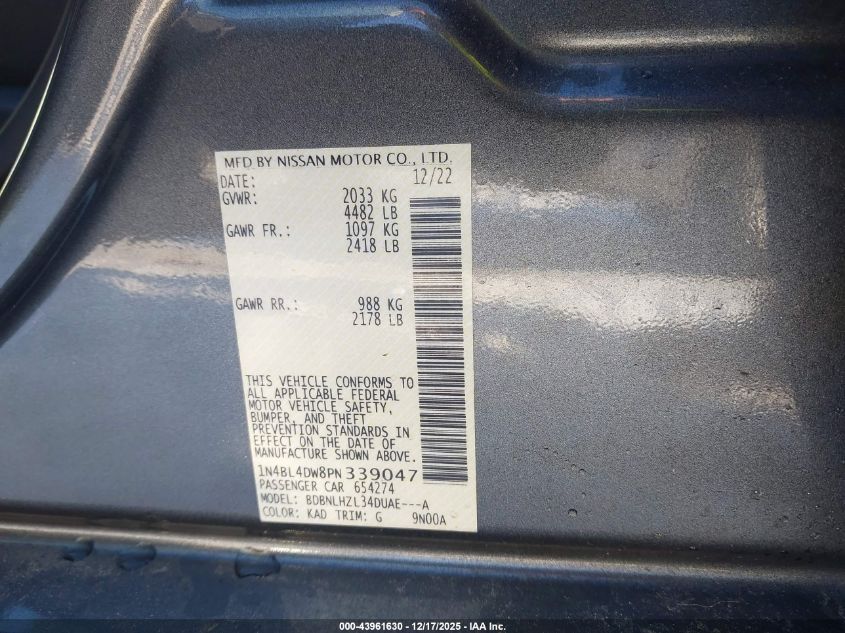 MFD BY NISSAN MOTOR CO., LTD.
DATE: 12/22
GVWR: 2033 KG
4482 LB
GAWR FR.: 1097 KG
2418 LB
GAWR RR.: 988 KG
2178 LB
THIS VEHICLE CONFORMS TO
ALL APPLICABLE FEDERAL
MOTOR VEHICLE SAFETY,
BUMPER, AND THEFT
PREVENTION STANDARDS IN
EFFECT ON THE DATE OF
MANUFACTURE SHOWN ABOVE.
1N4BL4DW8PN339047
PASSENGER CAR 654274
MODEL: BDBNLHZL34DUAE---A
COLOR: KAD TRIM: G 9N00A
000-43961630 - 12/17/2025 - IAA Inc.